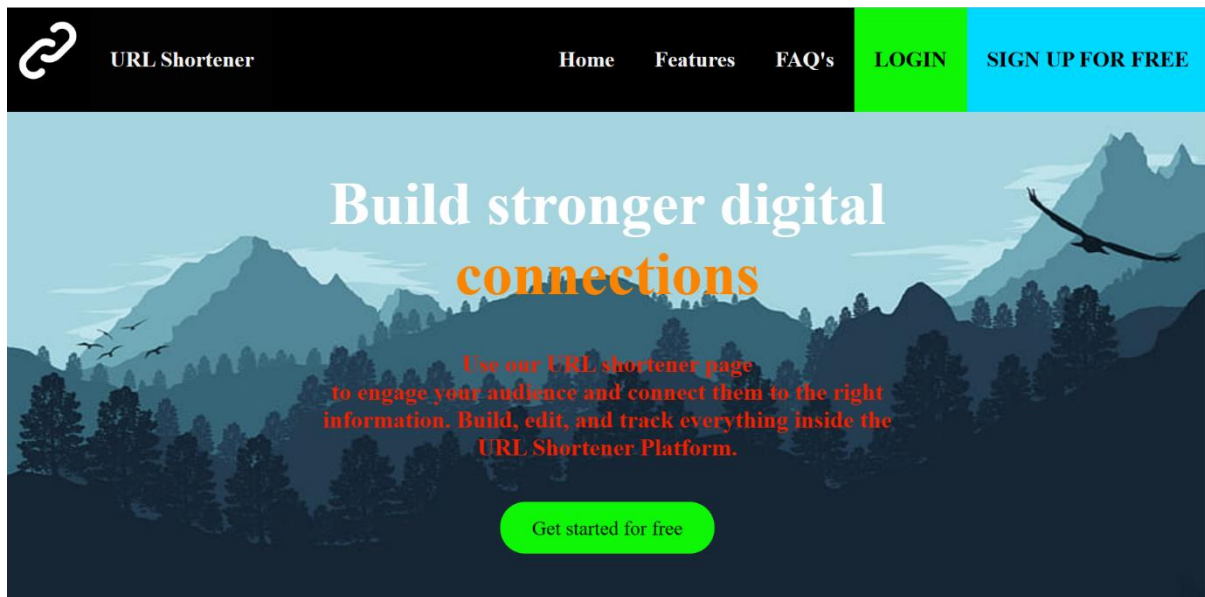 URL Shortener
Home
Features
FAQ's
LOGIN
SIGN UP FOR FREE
Build stronger digital
connections
Use our URL shortener page
to engage your audience and connect them to the right
information. Build, edit, and track everything inside the
URL Shortener Platform.
Get started for free